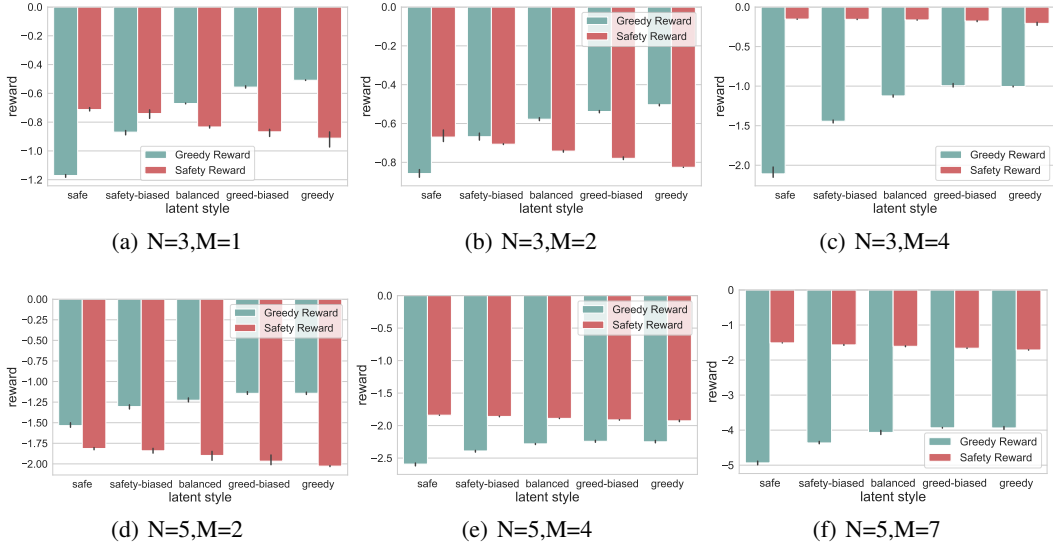 0.0
−0.2
−0.4
−0.6
−0.8
−1.0
−1.2
reward
Greedy Reward
Safety Reward
safe safety-biased balanced greed-biased greedy
latent style
(a) N=3,M=1
0.0
−0.2
−0.4
−0.6
−0.8
reward
Greedy Reward
Safety Reward
safe safety-biased balanced greed-biased greedy
latent style
(b) N=3,M=2
0.0
−0.5
−1.0
−1.5
−2.0
reward
Greedy Reward
Safety Reward
safe safety-biased balanced greed-biased greedy
latent style
(c) N=3,M=4
0.00
−0.25
−0.50
−0.75
−1.00
−1.25
−1.50
−1.75
−2.00
reward
Greedy Reward
Safety Reward
safe safety-biased balanced greed-biased greedy
latent style
(d) N=5,M=2
0.0
−0.5
−1.0
−1.5
−2.0
−2.5
reward
Greedy Reward
Safety Reward
safe safety-biased balanced greed-biased greedy
latent style
(e) N=5,M=4
0
−1
−2
−3
−4
−5
reward
Greedy Reward
Safety Reward
safe safety-biased balanced greed-biased greedy
latent style
(f) N=5,M=7